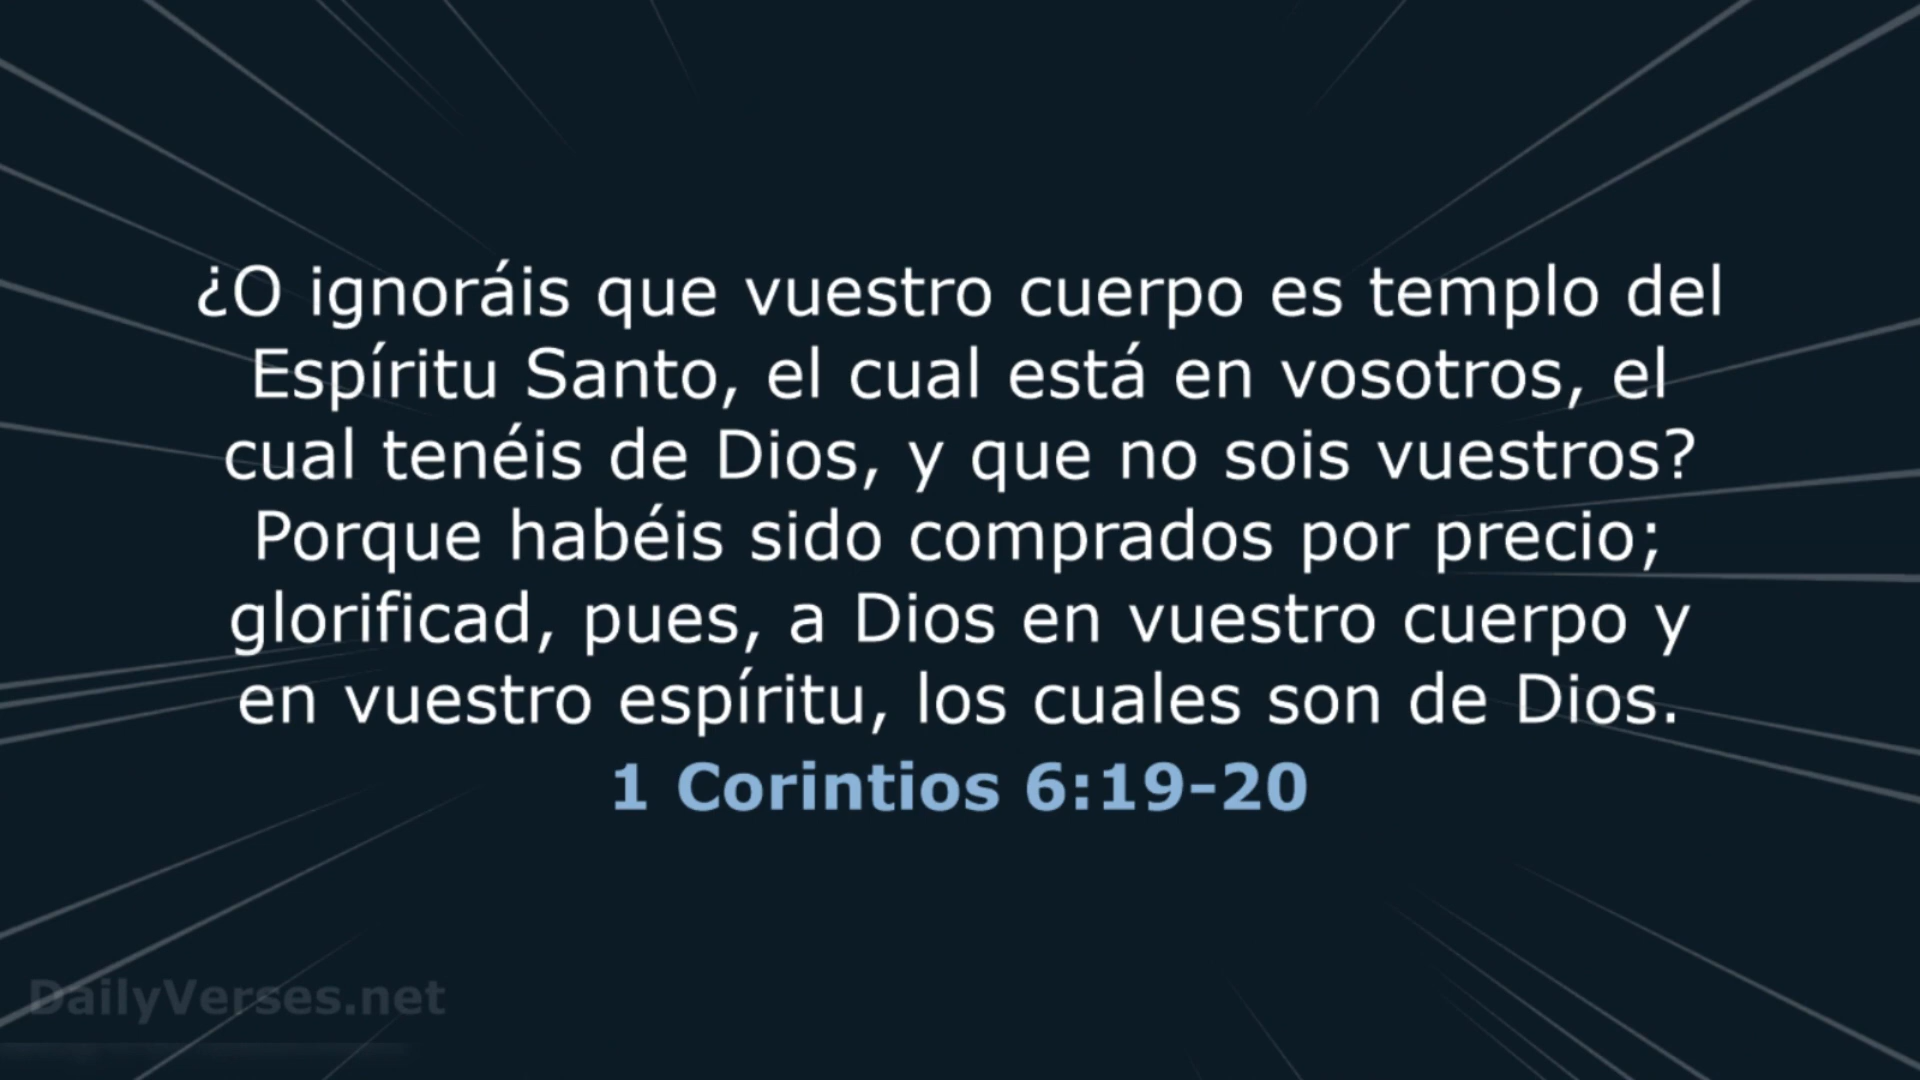 ¿O ignoráis que vuestro cuerpo es templo del
Espíritu Santo, el cual está en vosotros, el
cual tenéis de Dios, y que no sois vuestros?
Porque habéis sido comprados por precio;
glorificad, pues, a Dios en vuestro cuerpo y
en vuestro espíritu, los cuales son de Dios.
1 Corintios 6:19-20
DailyVerses.net